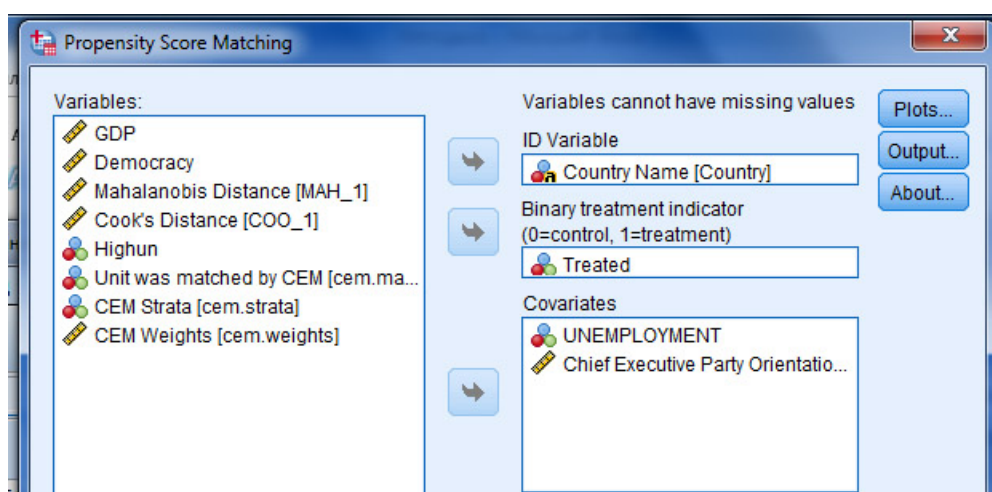 Propensity Score Matching
Variables:
GDP
Democracy
Mahalanobis Distance [MAH_1]
Cook's Distance [COO_1]
Highun
Unit was matched by CEM [cem.ma...
CEM Strata [cem.strata]
CEM Weights [cem.weights]
Variables cannot have missing values
ID Variable
Country Name [Country]
Binary treatment indicator
(0=control, 1=treatment)
Treated
Covariates
UNEMPLOYMENT
Chief Executive Party Orientatio...
Plots...
Output...
About...